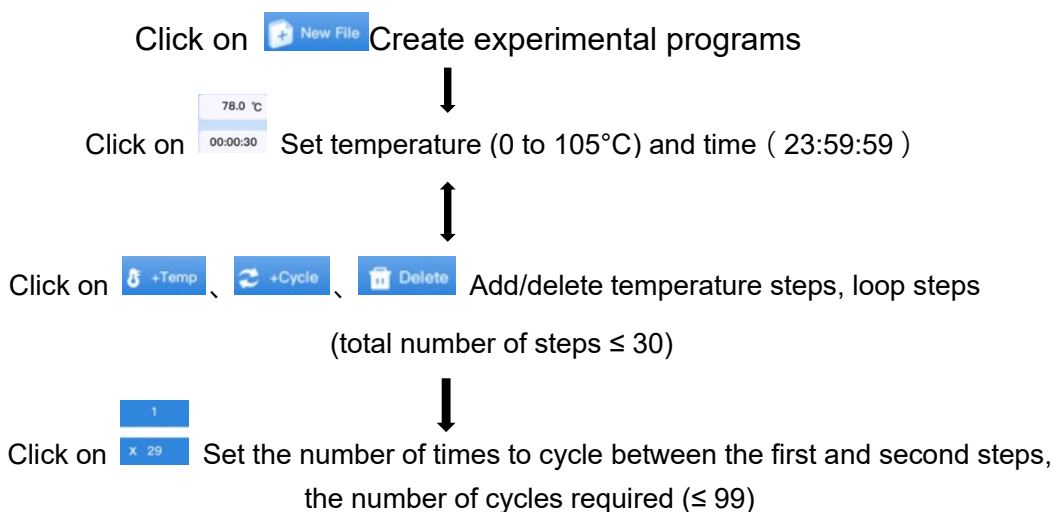 Click on New File Create experimental programs
78.0 ℃
Click on 00:00:30 Set temperature (0 to 105°C) and time（23:59:59）
Click on +Temp 、 +Cycle 、 Delete Add/delete temperature steps, loop steps
(total number of steps ≤ 30)
1
Click on X 29 Set the number of times to cycle between the first and second steps,
the number of cycles required (≤ 99)